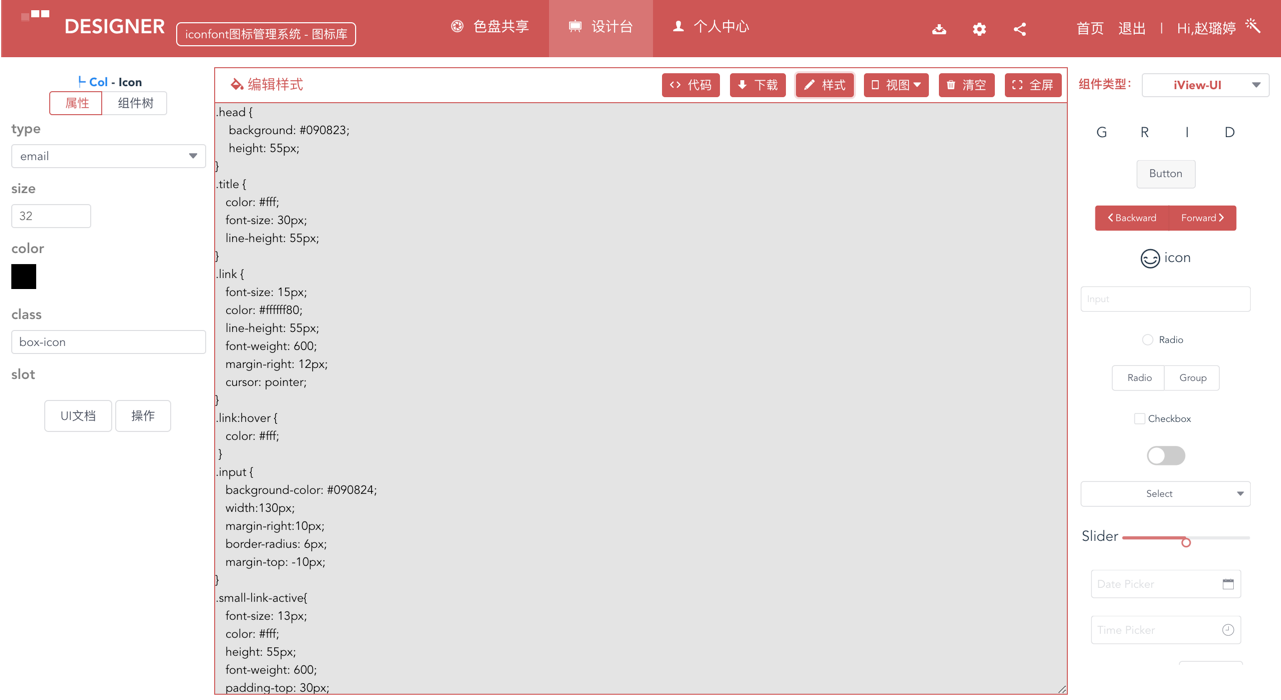 DESIGNER
iconfont图标管理系统 - 图标库
色盘共享
设计台
个人中心
首页 退出 | Hi,赵璐婷
Col - Icon
属性 组件树
type
email
size
32
color
class
box-icon
slot
UI文档 操作
编辑样式
代码 下载 样式 视图 清空 全屏
.head {
background: #090823;
height: 55px;
}
.title {
color: #fff;
font-size: 30px;
line-height: 55px;
}
.link {
font-size: 15px;
color: #ffffff80;
line-height: 55px;
font-weight: 600;
margin-right: 12px;
cursor: pointer;
}
.link:hover {
color: #fff;
}
.input {
background-color: #090824;
width:130px;
margin-right:10px;
border-radius: 6px;
margin-top: -10px;
}
.small-link-active{
font-size: 13px;
color: #fff;
height: 55px;
font-weight: 600;
padding-top: 30px;
组件类型: iView-UI
G R I D
Button
Backward Forward
icon
Input
Radio
Radio Group
Checkbox
Select
Slider
Date Picker
Time Picker